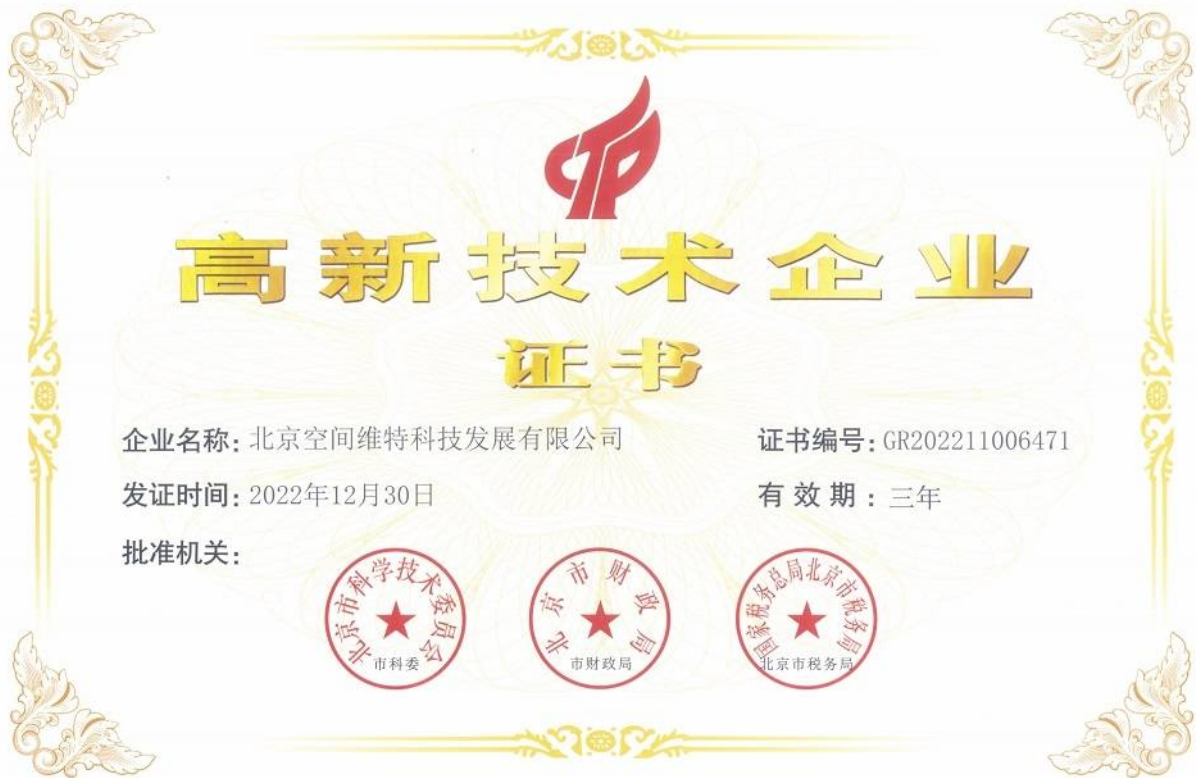 高新技术企业
证书
企业名称：北京空间维特科技发展有限公司
证书编号：GR202211006471
发证时间：2022年12月30日
有效期：三年
批准机关：
北京市科学技术委员会
市科委
北京市财政局
市财政局
国家税务总局北京市税务局
北京市税务局